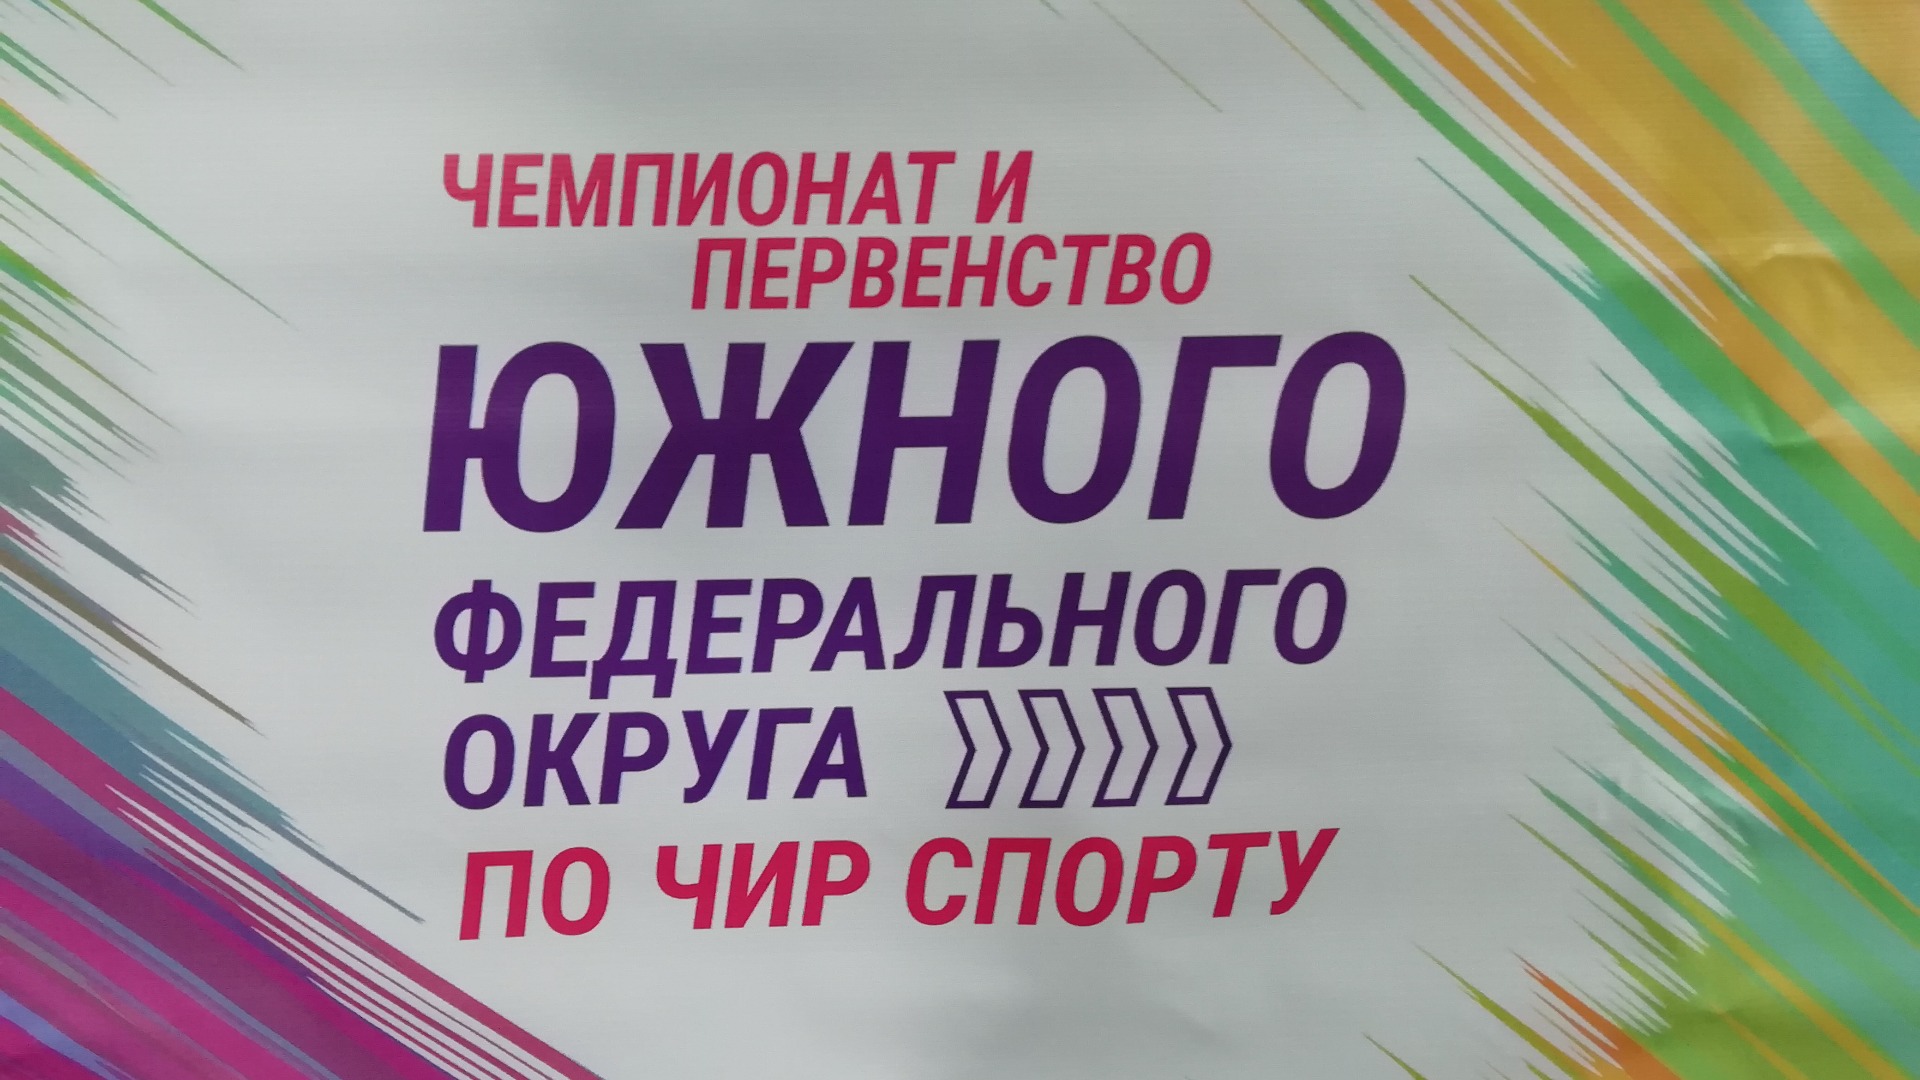 ЧЕМПИОНАТ И
ПЕРВЕНСТВО
ЮЖНОГО
ФЕДЕРАЛЬНОГО
ОКРУГА
ПО ЧИР СПОРТУ